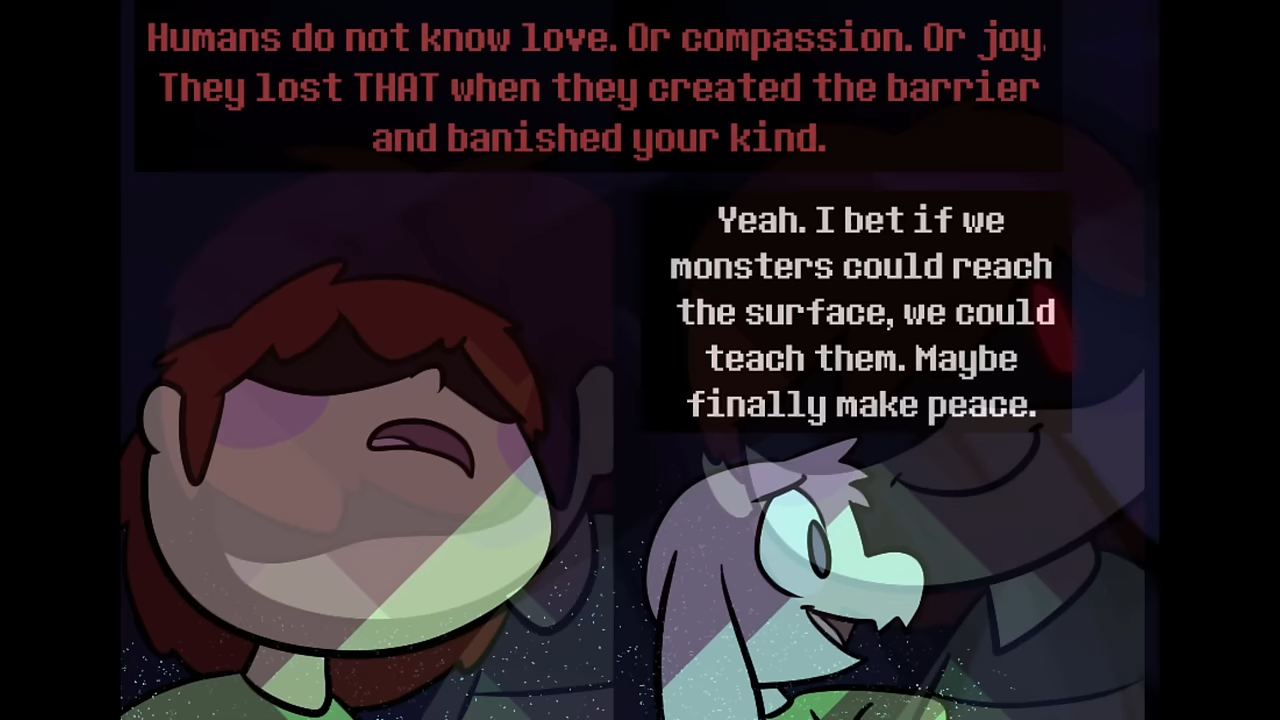 Humans do not know love. Or compassion. Or joy.
They lost THAT when they created the barrier
and banished your kind.
Yeah. I bet if we
monsters could reach
the surface, we could
teach them. Maybe
finally make peace.